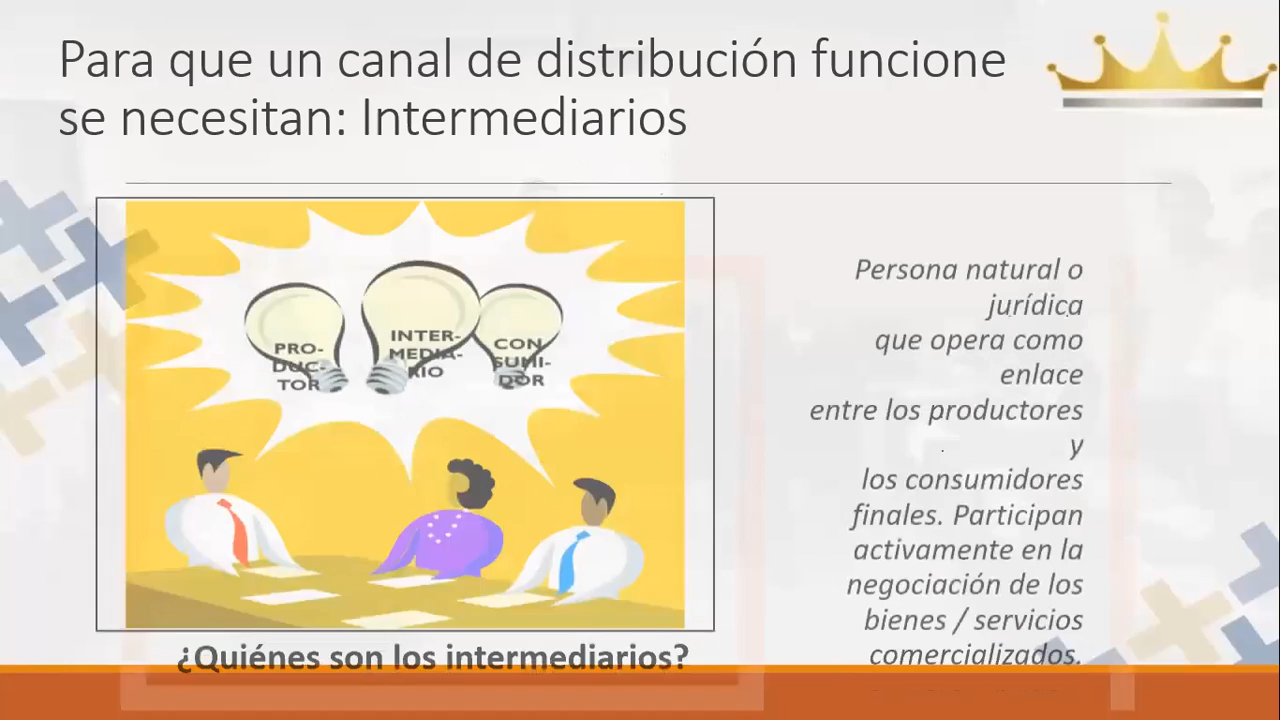 Para que un canal de distribución funcione
se necesitan: Intermediarios
PRO-
DUC-
TOR
INTER-
MEDIA-
RIO
CON
SUMI-
DOR
¿Quiénes son los intermediarios?
Persona natural o
jurídica
que opera como
enlace
entre los productores
y
los consumidores
finales. Participan
activamente en la
negociación de los
bienes / servicios
comercializados.